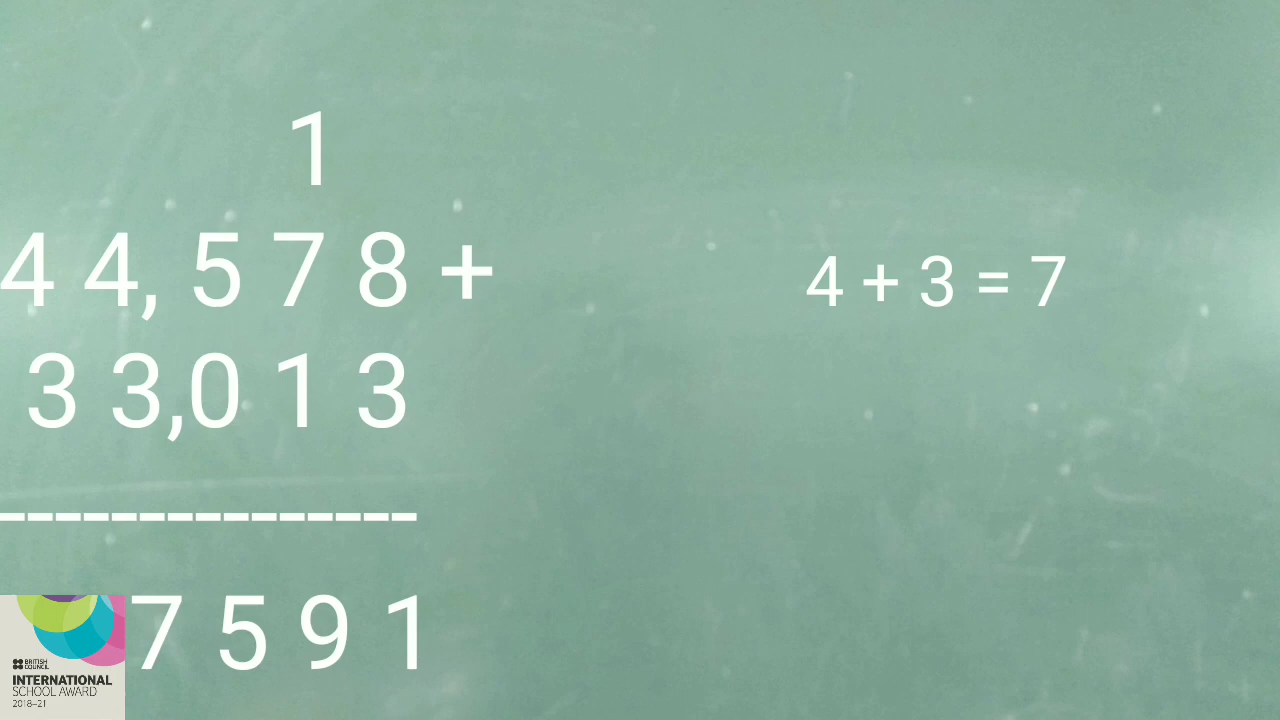 1
4 4, 5 7 8 +
4 + 3 = 7
3 3,0 1 3
---------------
7 5 9 1
BRITISH
COUNCIL
INTERNATIONAL
SCHOOL AWARD
2018–21